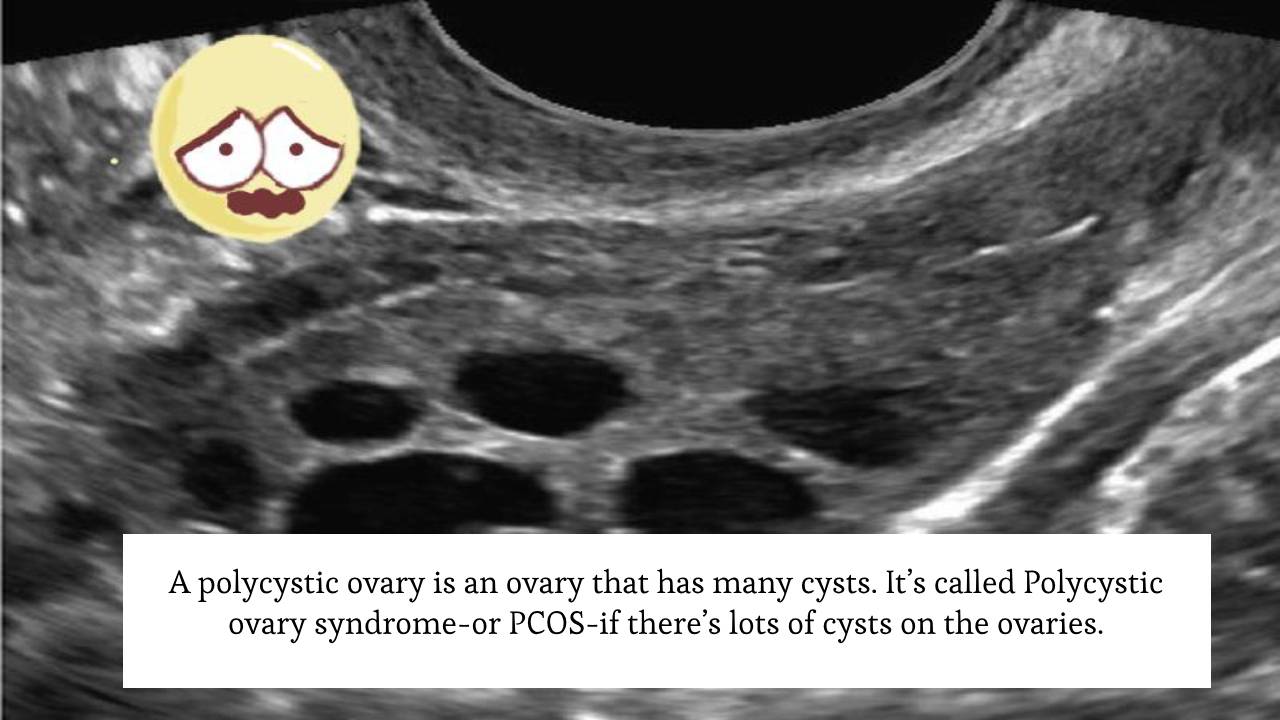 A polycystic ovary is an ovary that has many cysts. It’s called Polycystic
ovary syndrome-or PCOS-if there’s lots of cysts on the ovaries.